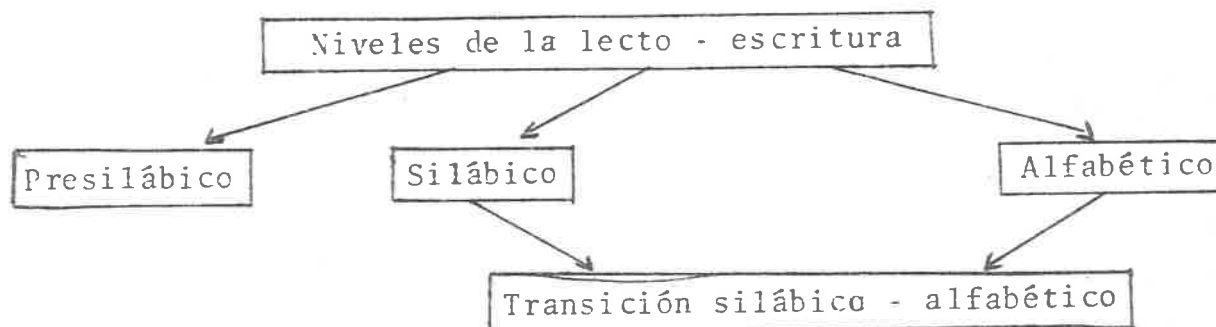 Niveles de la lecto - escritura
Presilábico
Silábico
Alfabético
Transición silábico - alfabético